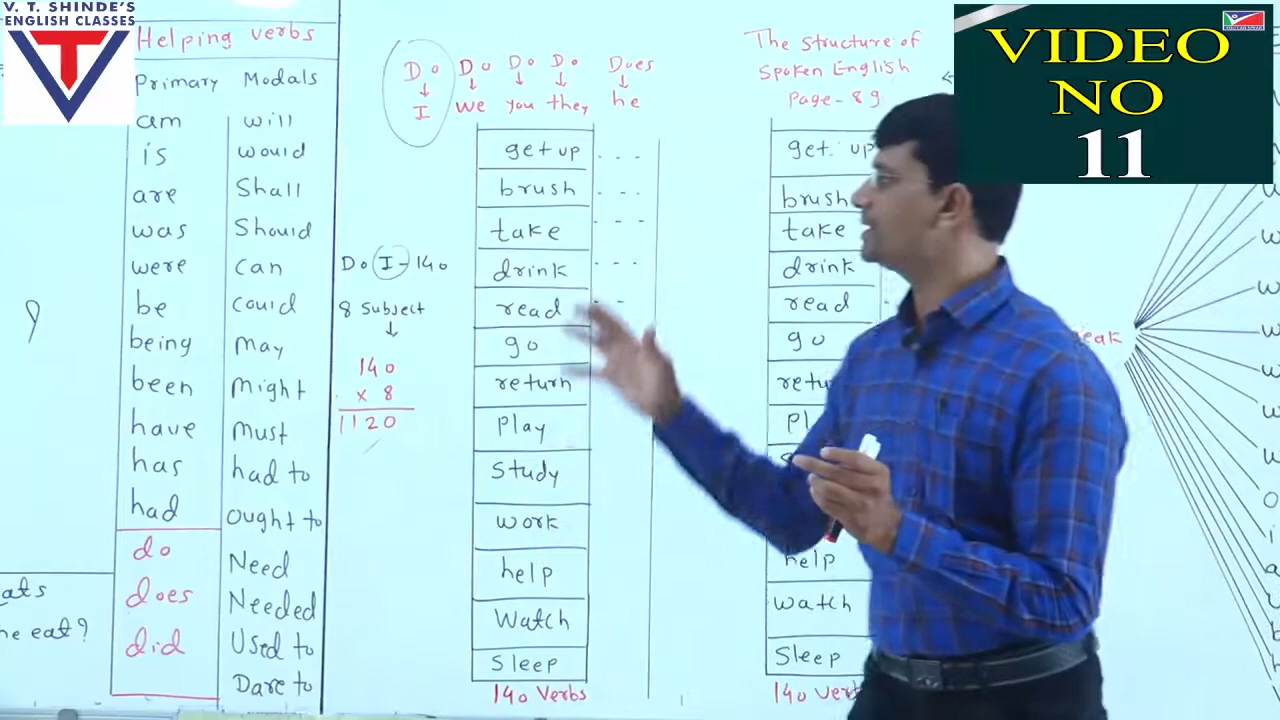 V. T. SHINDE'S
ENGLISH CLASSES
VT
Helping verbs
Primary Modals
am will
is would
are Shall
was Should
were can
be could
being may
been might
have must
has had to
had ought to
do Need
does Needed
did Used to
Dare to
eat?
Do I - 140
8 Subject
140
x 8
1120
Do Do Do Do Does
I we you they he
get up
brush
take
drink
read
go
return
Play
Study
work
help
Watch
Sleep
140 Verbs
The Structure of
Spoken English
Page - 89
get up
brush
take
drink
read
go
help
watch
Sleep
140
VIDEO
NO
11